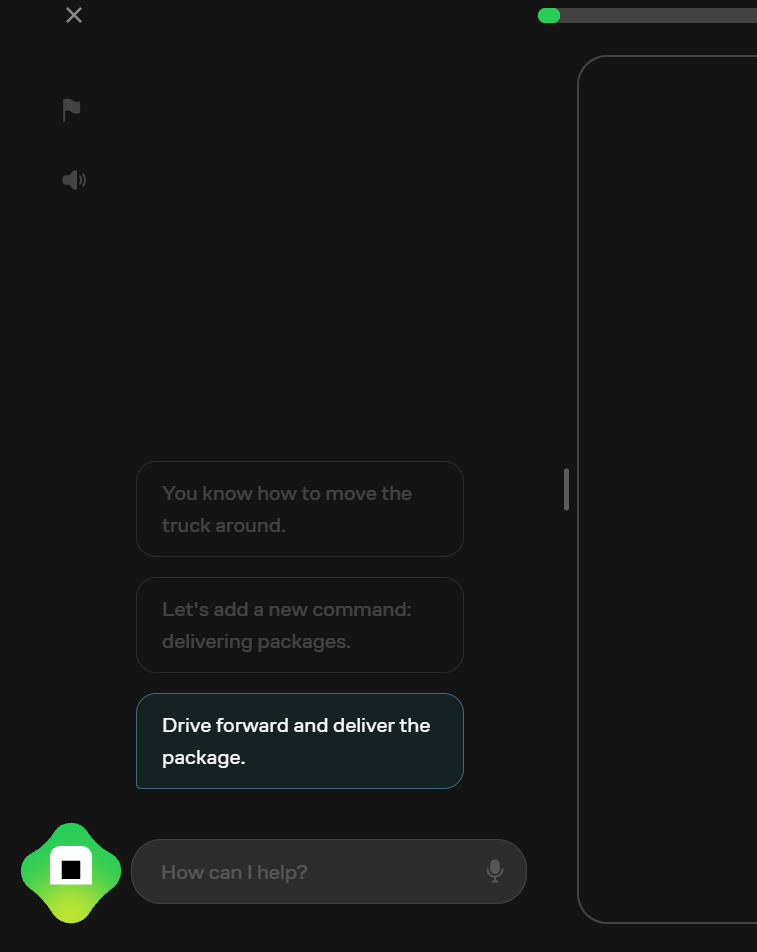 You know how to move the
truck around.
Let's add a new command:
delivering packages.
Drive forward and deliver the
package.
How can I help?